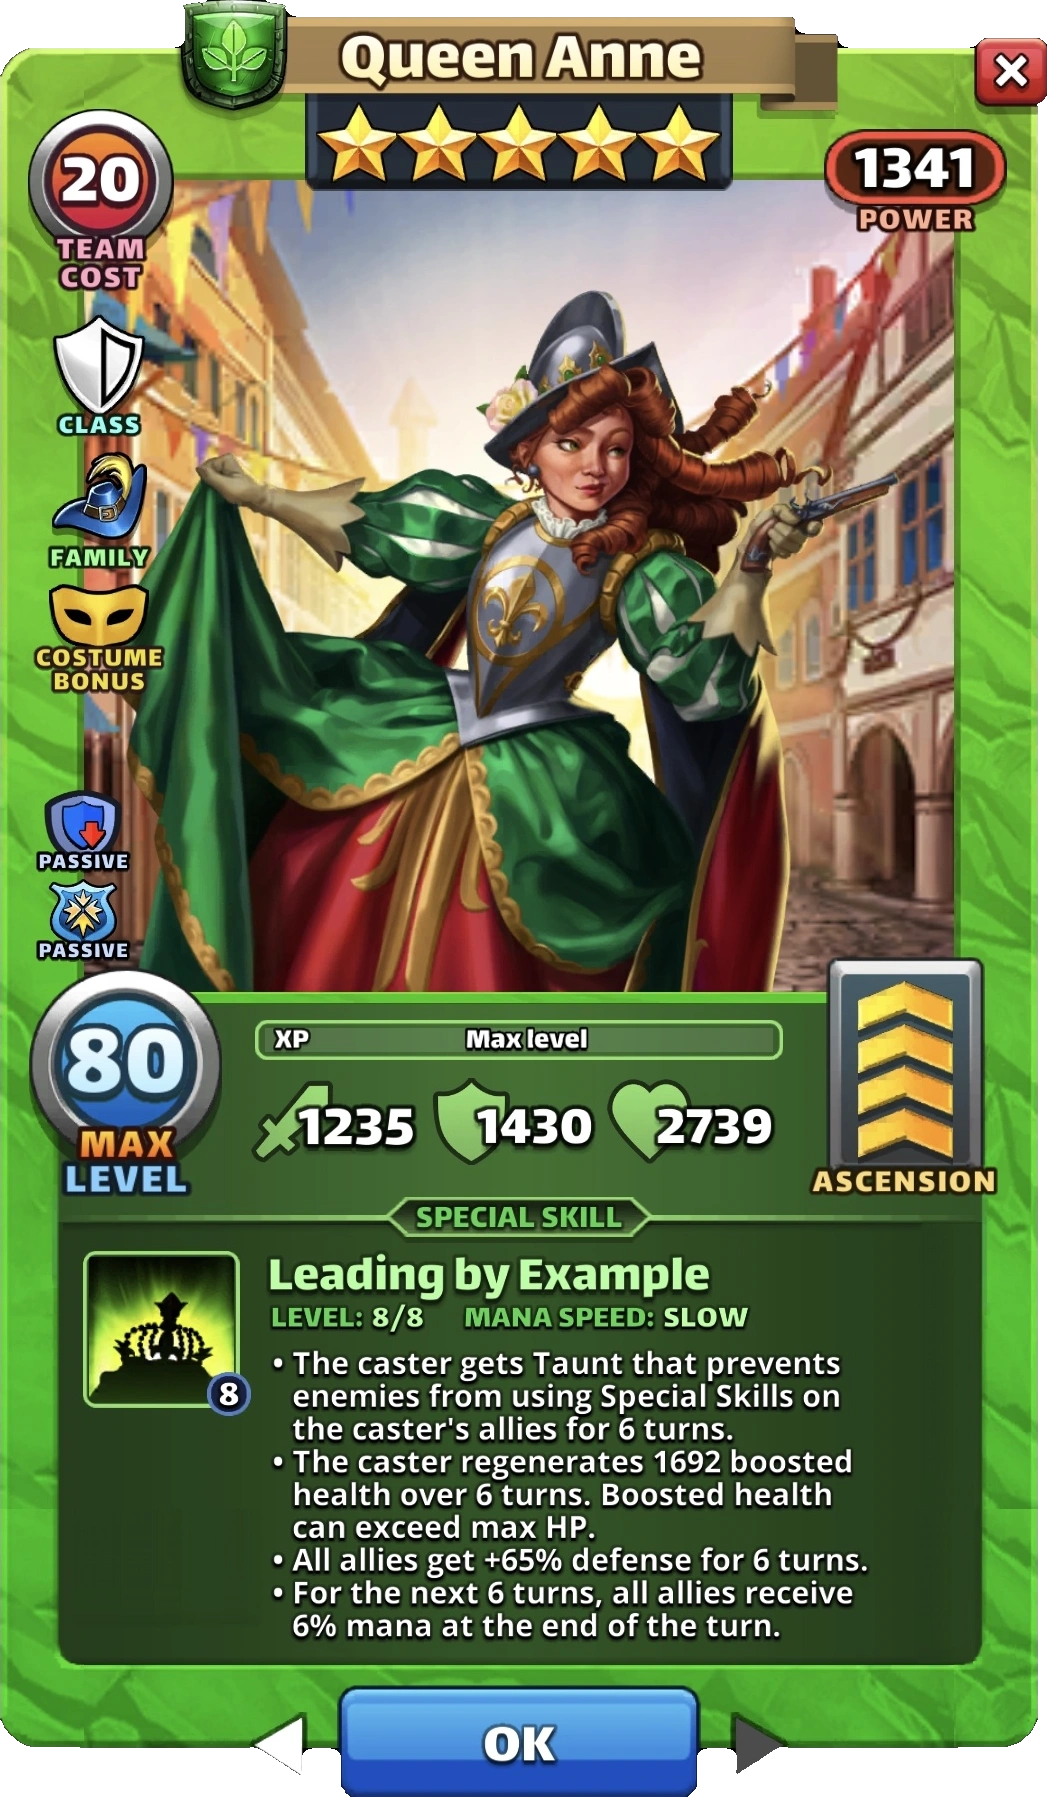 Queen Anne
20
TEAM
COST
1341
POWER
CLASS
FAMILY
COSTUME
BONUS
PASSIVE
PASSIVE
80
MAX
LEVEL
XP Max level
1235 1430 2739
ASCENSION
SPECIAL SKILL
Leading by Example
LEVEL: 8/8 MANA SPEED: SLOW
8
• The caster gets Taunt that prevents
enemies from using Special Skills on
the caster's allies for 6 turns.
• The caster regenerates 1692 boosted
health over 6 turns. Boosted health
can exceed max HP.
• All allies get +65% defense for 6 turns.
• For the next 6 turns, all allies receive
6% mana at the end of the turn.
OK